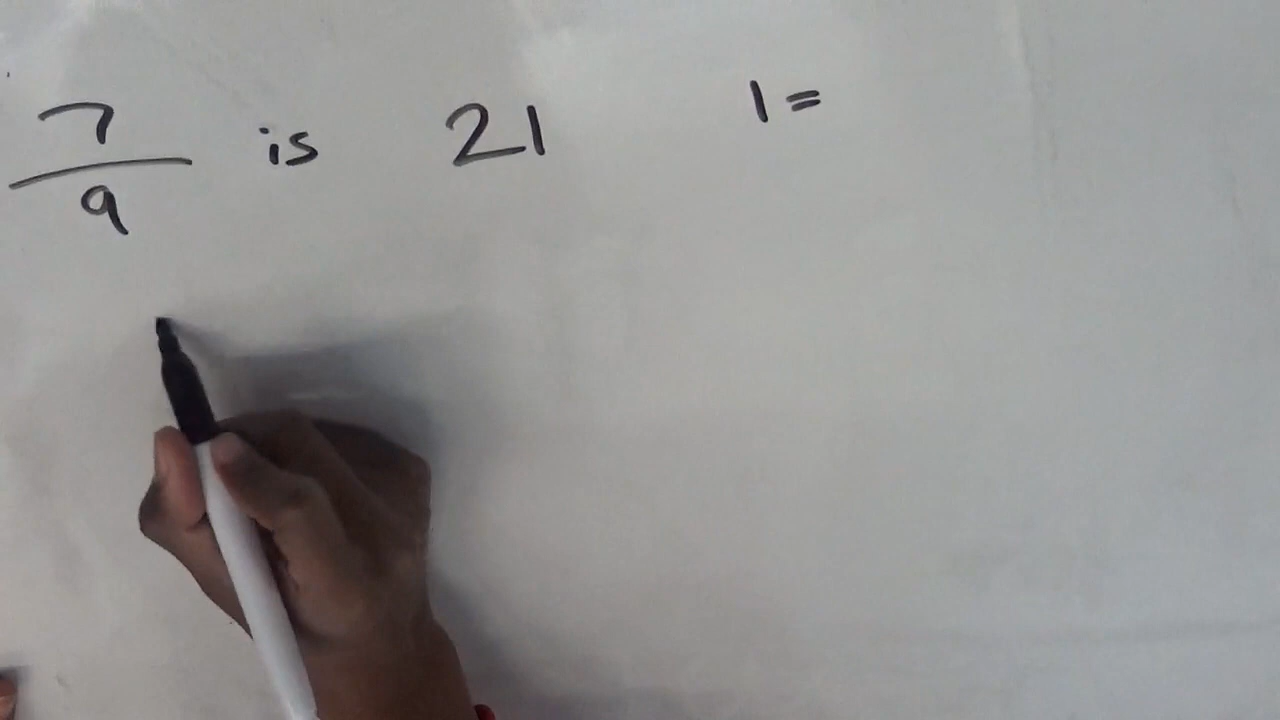 7/9 is 21 1 =